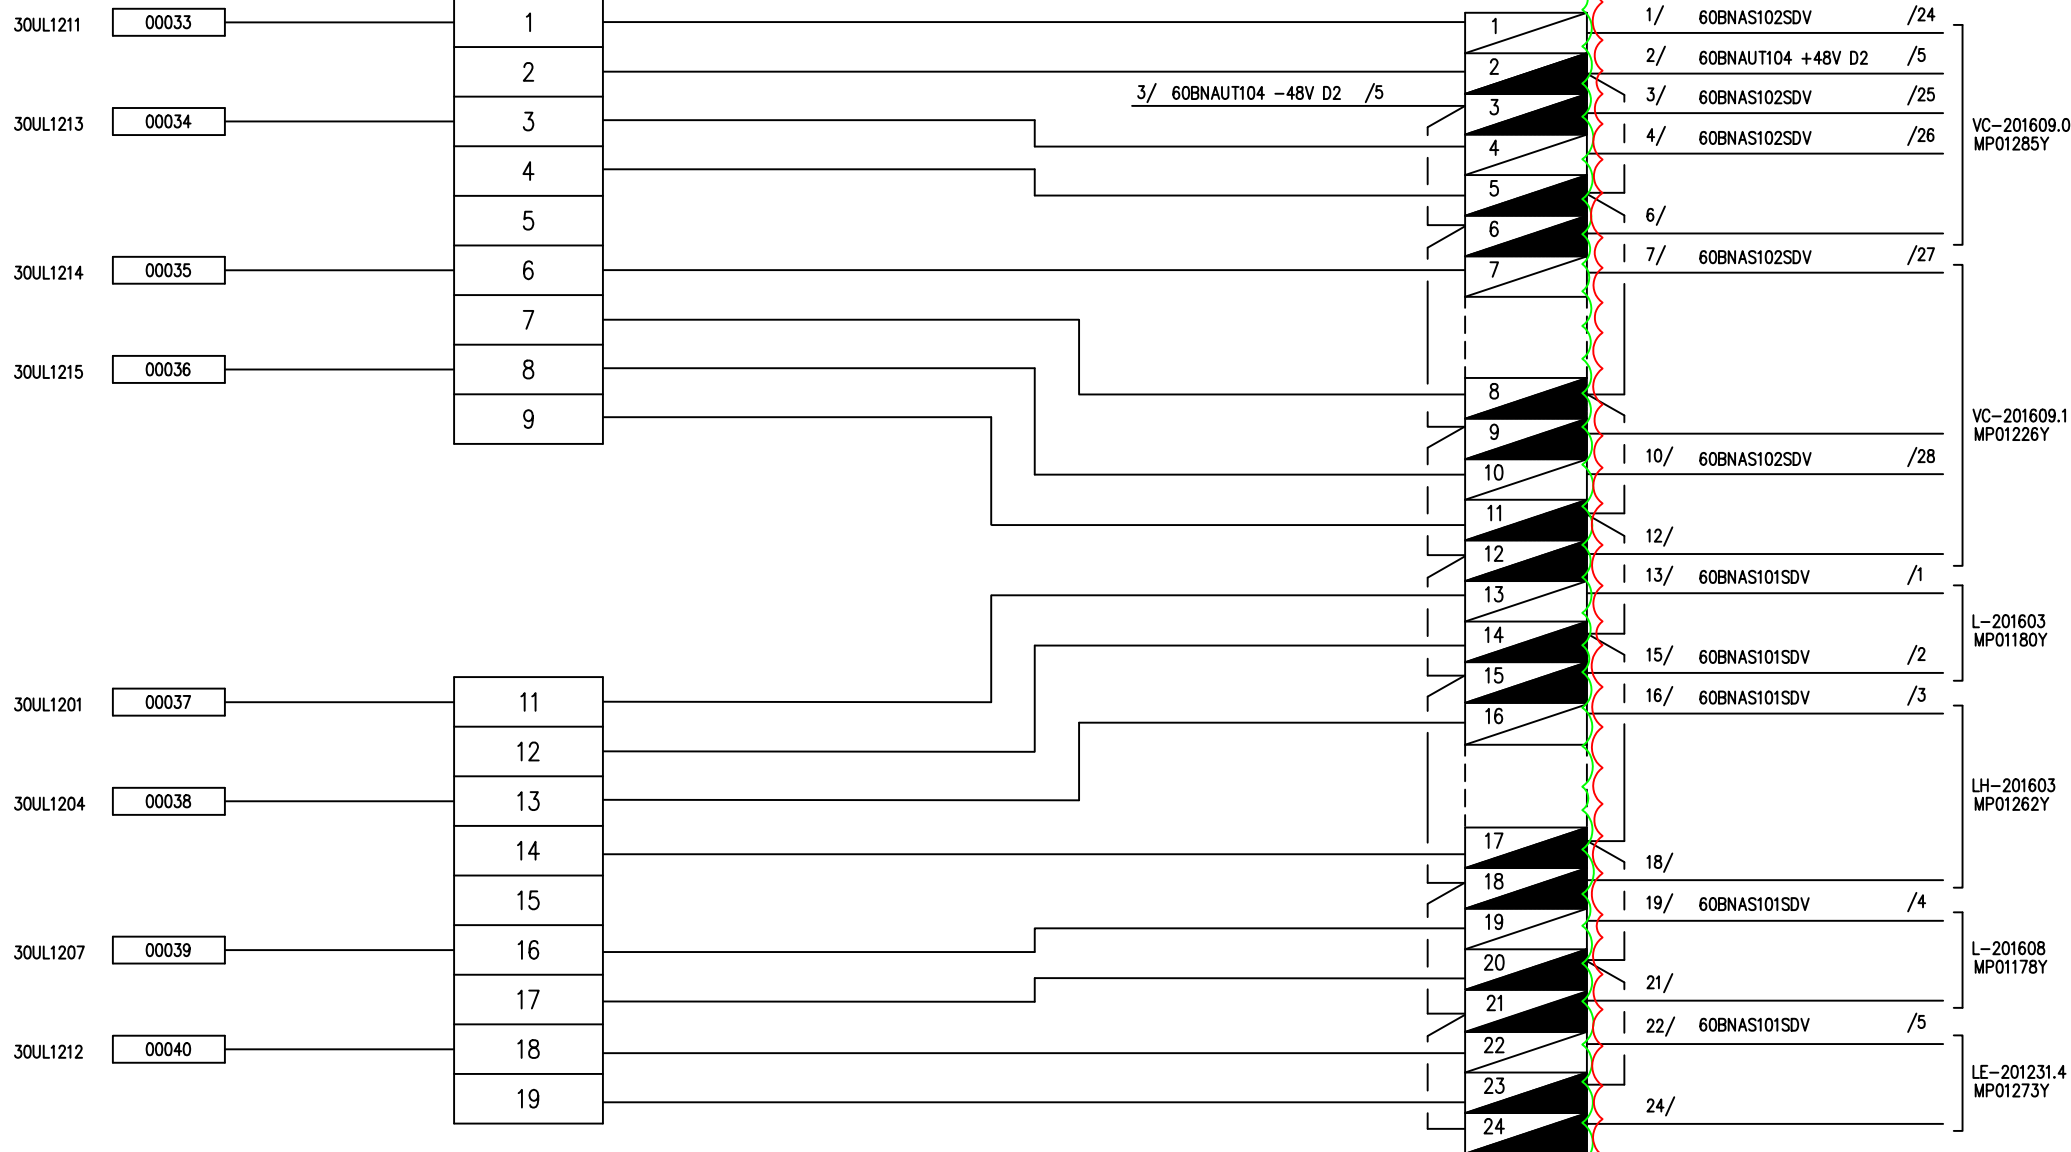 30UL1211
00033
30UL1213
00034
30UL1214
00035
30UL1215
00036
30UL1201
00037
30UL1204
00038
30UL1207
00039
30UL1212
00040
1
2
3
4
5
6
7
8
9
11
12
13
14
15
16
17
18
19
3/ 60BNAUT104 -48V D2 /5
1
2
3
4
5
6
7
8
9
10
11
12
13
14
15
16
17
18
19
20
21
22
23
24
1/ 60BNAS102SDV /24
2/ 60BNAUT104 +48V D2 /5
3/ 60BNAS102SDV /25
4/ 60BNAS102SDV /26
6/
7/ 60BNAS102SDV /27
10/ 60BNAS102SDV /28
12/
13/ 60BNAS101SDV /1
15/ 60BNAS101SDV /2
16/ 60BNAS101SDV /3
18/
19/ 60BNAS101SDV /4
21/
22/ 60BNAS101SDV /5
24/
VC-201609.0
MP01285Y
VC-201609.1
MP01226Y
L-201603
MP01180Y
LH-201603
MP01262Y
L-201608
MP01178Y
LE-201231.4
MP01273Y